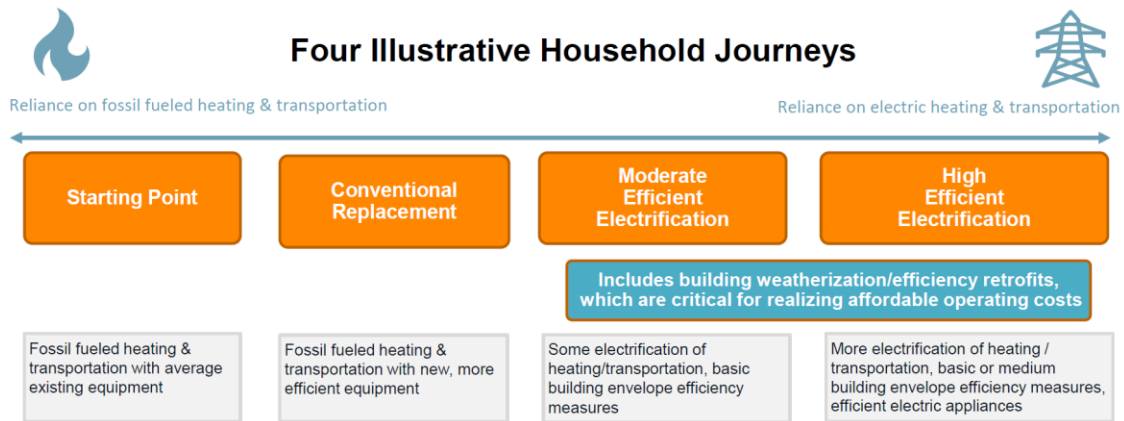 Four Illustrative Household Journeys
Reliance on fossil fueled heating & transportation
Reliance on electric heating & transportation
Starting Point
Conventional
Replacement
Moderate
Efficient
Electrification
High
Efficient
Electrification
Includes building weatherization/efficiency retrofits,
which are critical for realizing affordable operating costs
Fossil fueled heating &
transportation with average
existing equipment
Fossil fueled heating &
transportation with new, more
efficient equipment
Some electrification of
heating/transportation, basic
building envelope efficiency
measures
More electrification of heating /
transportation, basic or medium
building envelope efficiency measures,
efficient electric appliances